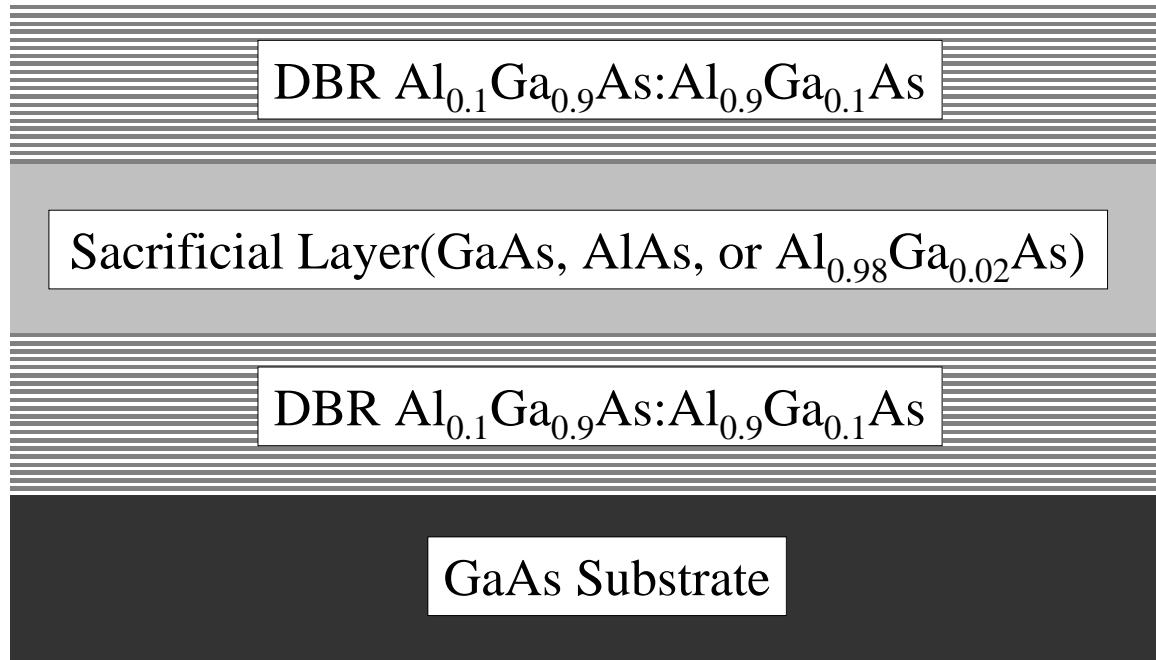 DBR Al₀.₁Ga₀.₉As:Al₀.₉Ga₀.₁As
Sacrificial Layer(GaAs, AlAs, or Al₀.₉₈Ga₀.₀₂As)
DBR Al₀.₁Ga₀.₉As:Al₀.₉Ga₀.₁As
GaAs Substrate